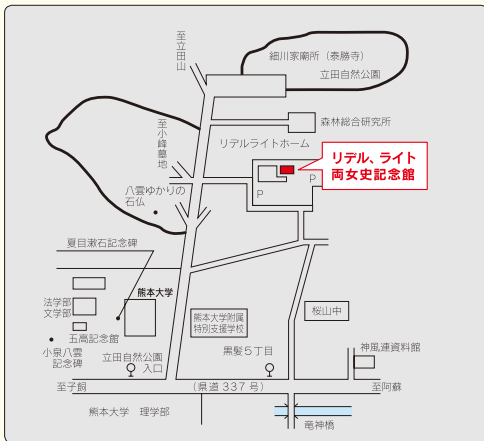 至立田山
細川家廟所（泰勝寺）
立田自然公園
至小峰墓地
森林総合研究所
リデルライトホーム
リデル、ライト
両女史記念館
P
P
八雲ゆかりの
石仏
夏目漱石記念碑
熊本大学
法学部
文学部
五高記念館
小泉八雲
記念碑
立田自然公園
入口
熊本大学附属
特別支援学校
桜山中
黒髪5丁目
神風連資料館
至子飼
（県道337号）
至阿蘇
熊本大学 理学部
竜神橋